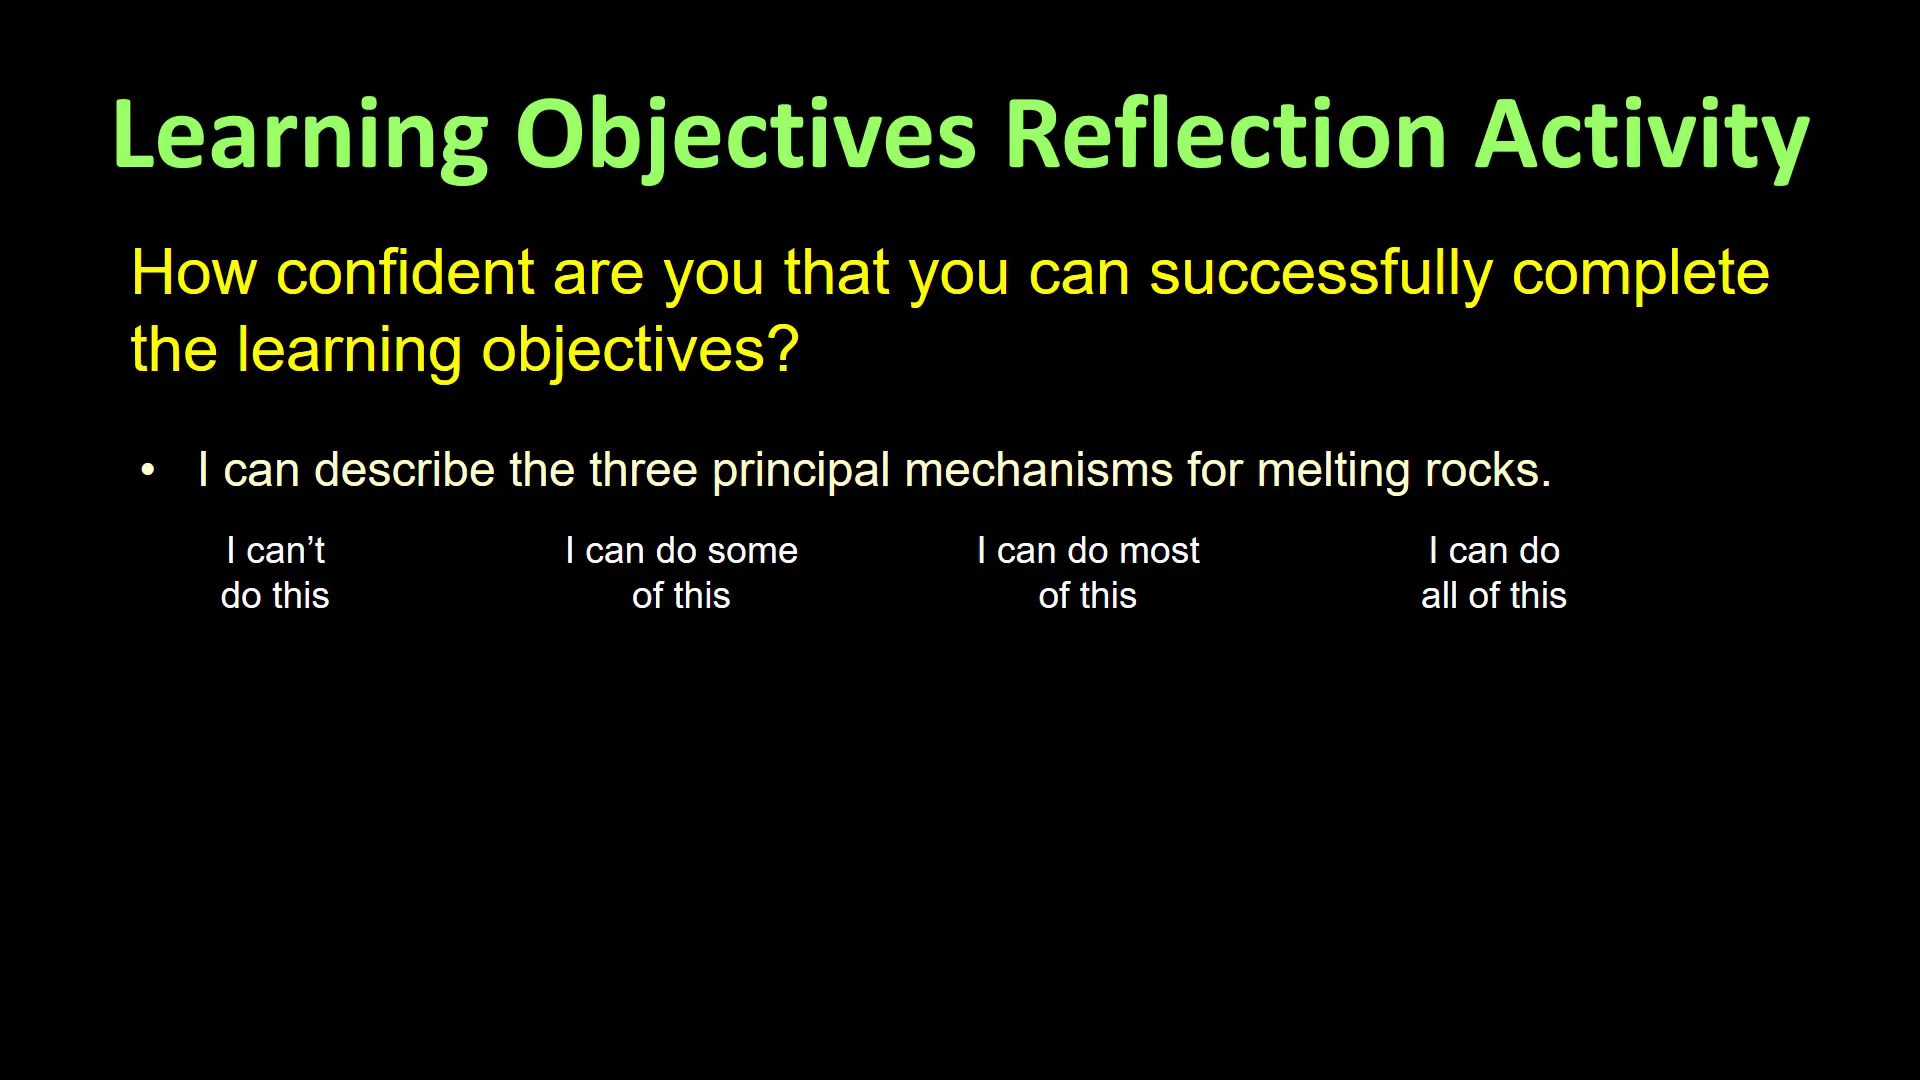 Learning Objectives Reflection Activity
How confident are you that you can successfully complete
the learning objectives?
• I can describe the three principal mechanisms for melting rocks.
I can’t
do this
I can do some
of this
I can do most
of this
I can do
all of this